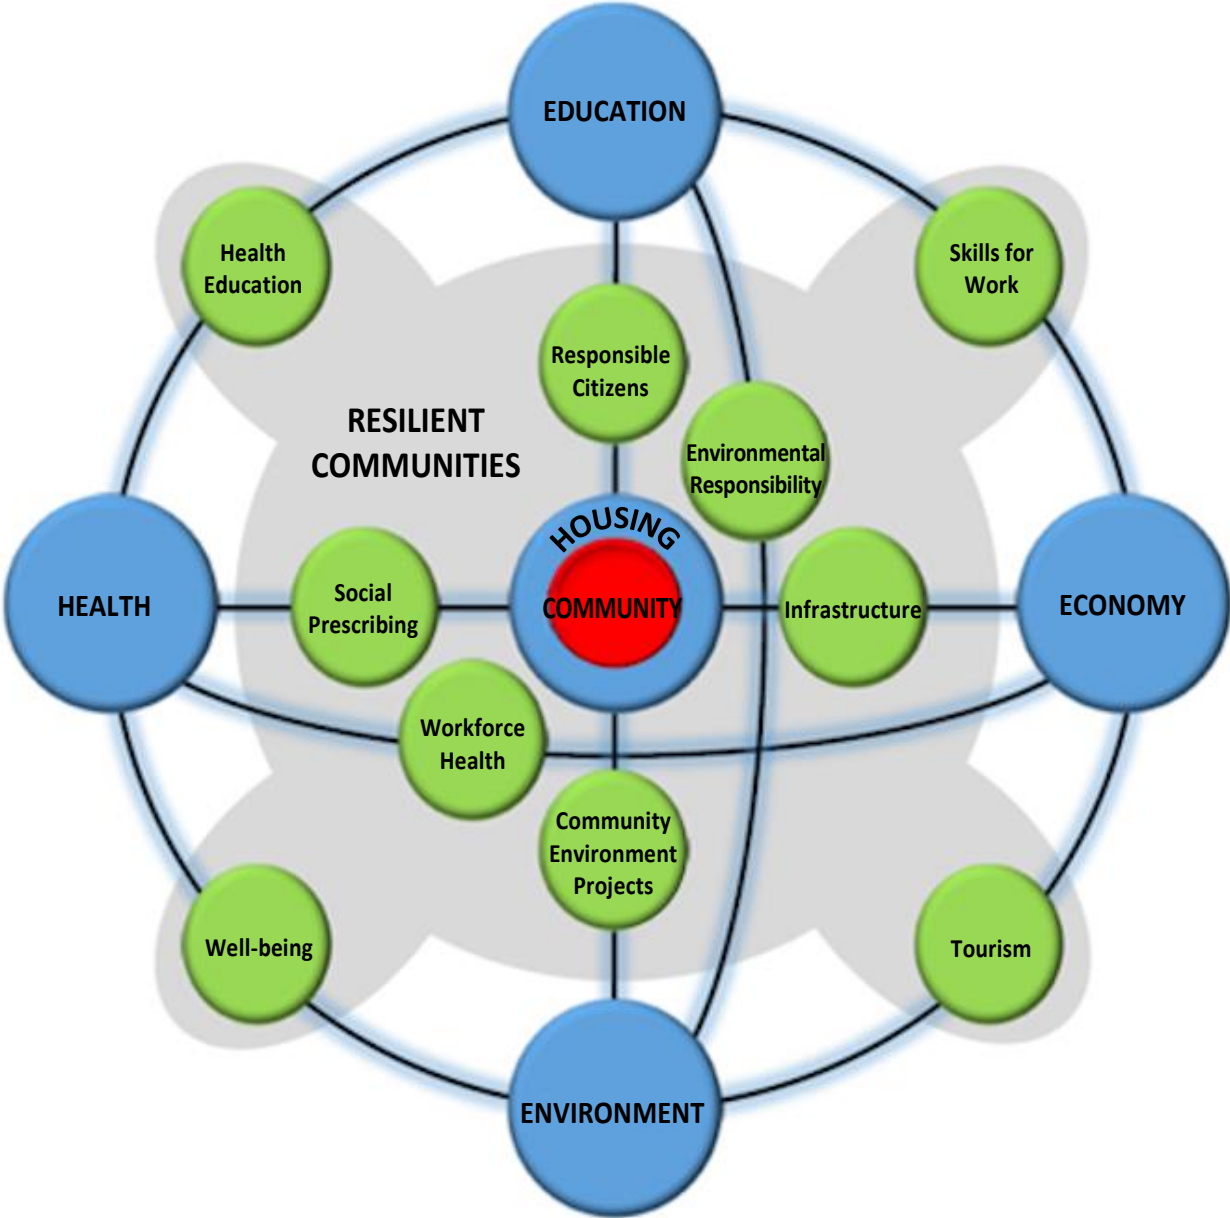 EDUCATION
Health
Education
Skills for
Work
Responsible
Citizens
RESILIENT
COMMUNITIES
Environmental
Responsibility
HOUSING
COMMUNITY
HEALTH
Social
Prescribing
Infrastructure
ECONOMY
Workforce
Health
Community
Environment
Projects
Well-being
Tourism
ENVIRONMENT